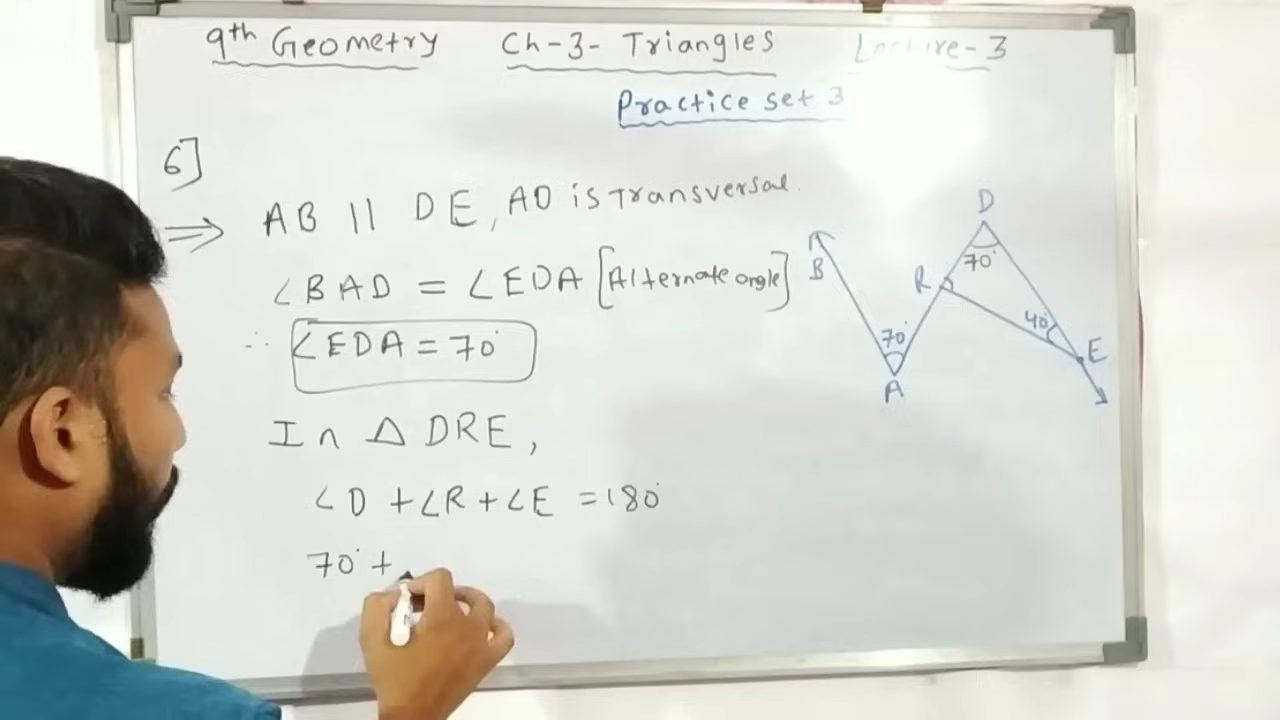 9th Geometry Ch-3- Triangles Lecture-3
Practice set 3
6]
⇒ AB || DE, AD is Transversal.
∠BAD = ∠EDA [Alternate angle]
∴ ∠EDA = 70°
In △ DRE,
∠D + ∠R + ∠E = 180°
70° +
D
70°
B
R
40°
70°
E
A